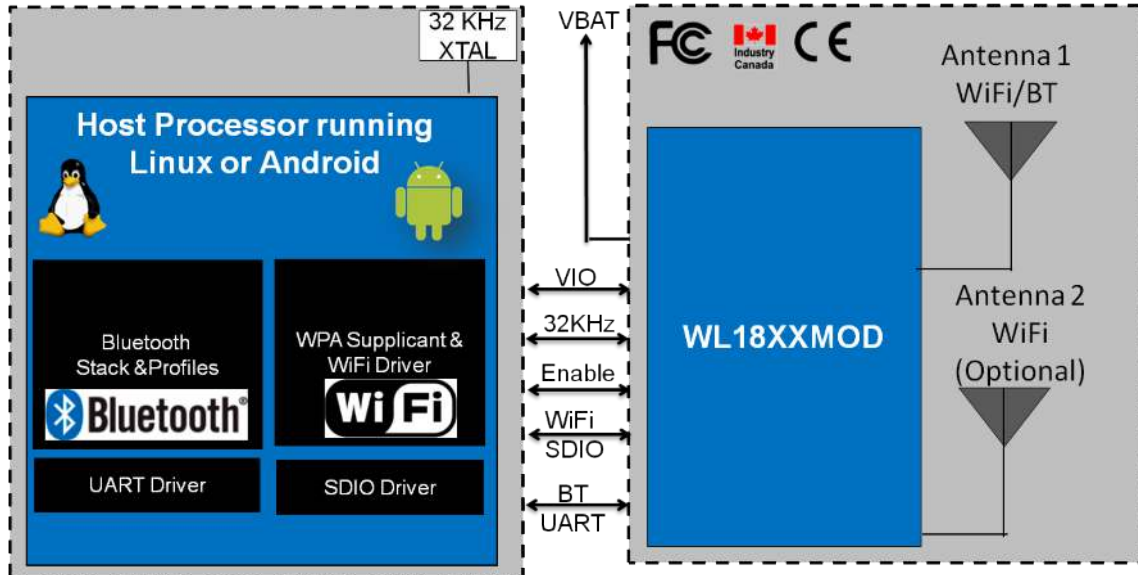 32 KHz
XTAL
Host Processor running
Linux or Android
Bluetooth
Stack & Profiles
Bluetooth®
WPA Supplicant &
WiFi Driver
Wi Fi
UART Driver
SDIO Driver
VBAT
VIO
32KHz
Enable
WiFi
SDIO
BT
UART
FC
Industry
Canada
CE
WL18XXMOD
Antenna 1
WiFi/BT
Antenna 2
WiFi
(Optional)